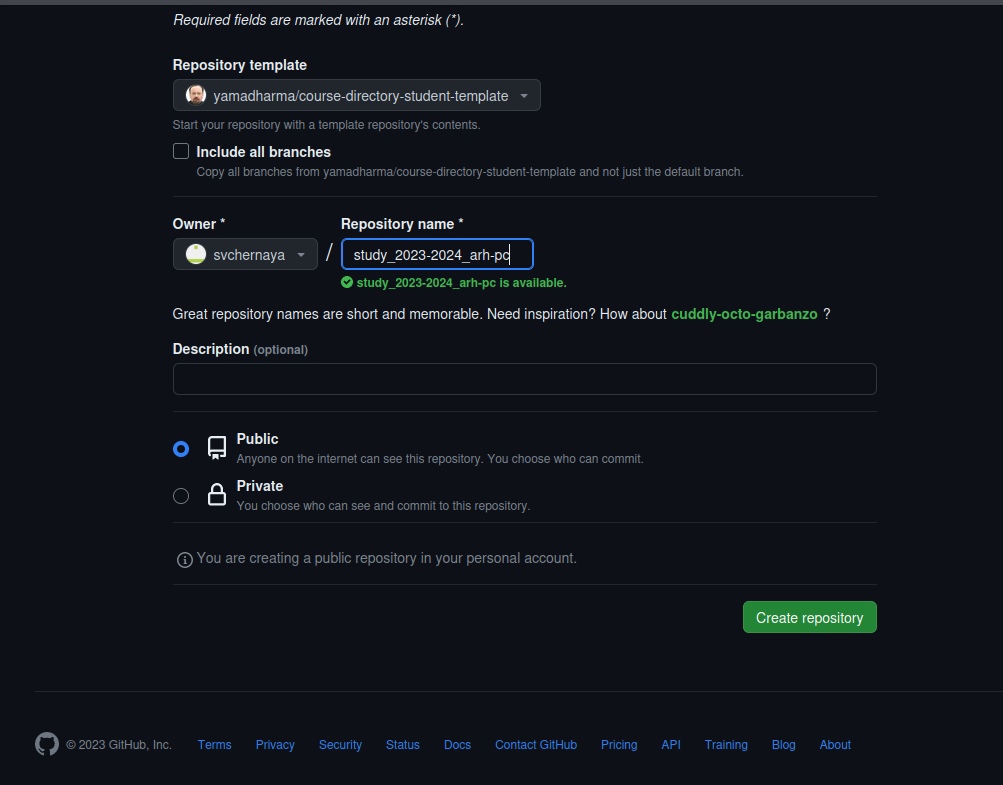 Required fields are marked with an asterisk (*).
Repository template
yamadharma/course-directory-student-template
Start your repository with a template repository's contents.
Include all branches
Copy all branches from yamadharma/course-directory-student-template and not just the default branch.
Owner * Repository name *
svchernaya / study_2023-2024_arh-pc
study_2023-2024_arh-pc is available.
Great repository names are short and memorable. Need inspiration? How about cuddly-octo-garbanzo ?
Description (optional)
Public
Anyone on the internet can see this repository. You choose who can commit.
Private
You choose who can see and commit to this repository.
You are creating a public repository in your personal account.
Create repository
© 2023 GitHub, Inc. Terms Privacy Security Status Docs Contact GitHub Pricing API Training Blog About